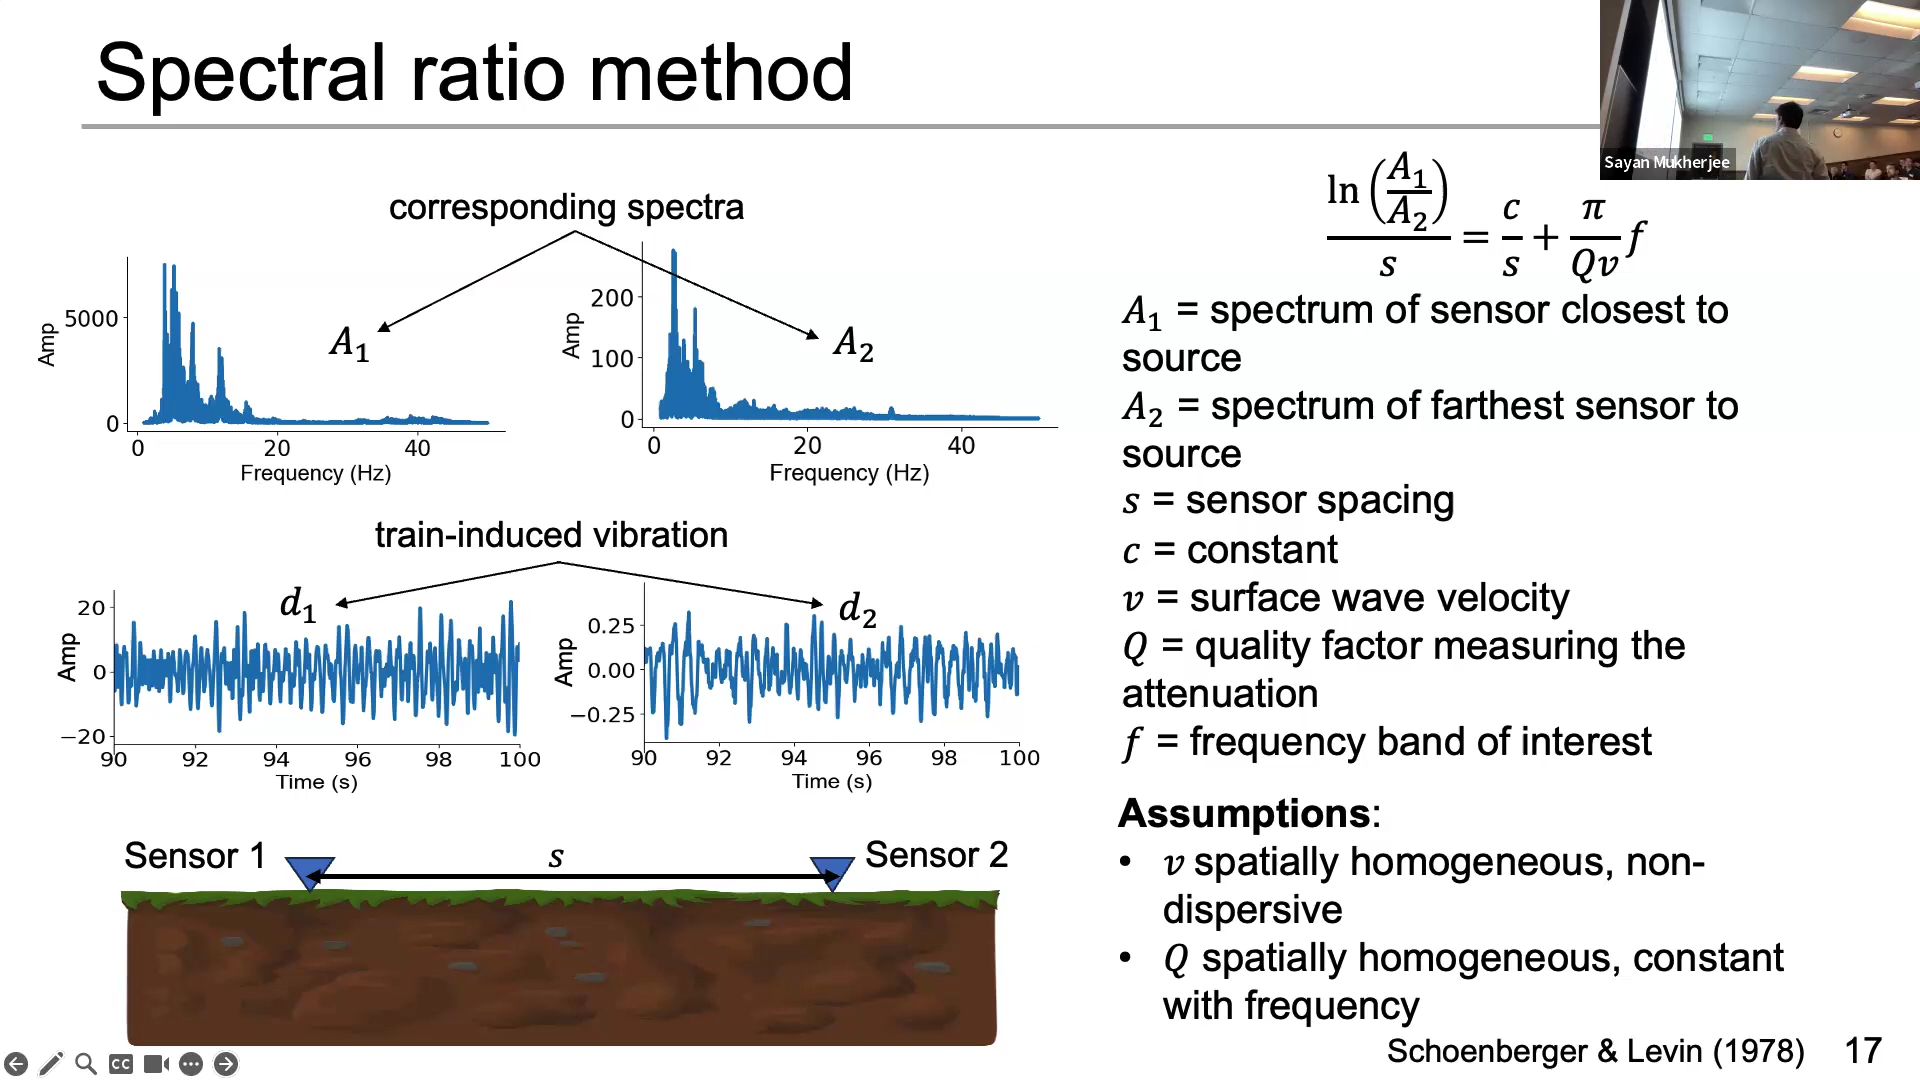 Spectral ratio method
Sayan Mukherjee
corresponding spectra
Amp
5000
0
A₁
0 20 40
Frequency (Hz)
Amp
200
100
0
A₂
0 20 40
Frequency (Hz)
train-induced vibration
Amp
20
0
−20
d₁
90 92 94 96 98 100
Time (s)
Amp
0.25
0.00
−0.25
d₂
90 92 94 96 98 100
Time (s)
Sensor 1
s
Sensor 2
ln(A₁/A₂)/s = c/s + π/(Qv) f
A₁ = spectrum of sensor closest to
source
A₂ = spectrum of farthest sensor to
source
s = sensor spacing
c = constant
v = surface wave velocity
Q = quality factor measuring the
attenuation
f = frequency band of interest
Assumptions:
• v spatially homogeneous, non-
dispersive
• Q spatially homogeneous, constant
with frequency
Schoenberger & Levin (1978) 17
CC